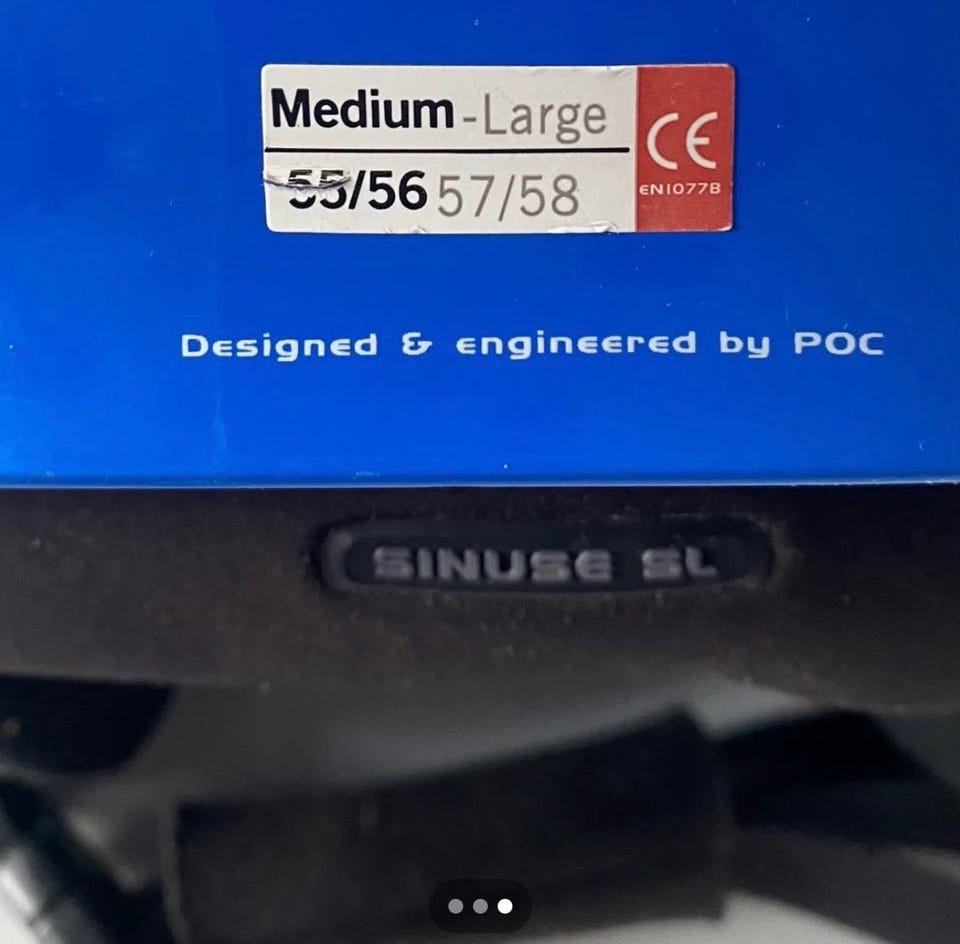 Medium-Large
55/56 57/58
CE
EN1077B
Designed & engineered by POC
SINUSE SL